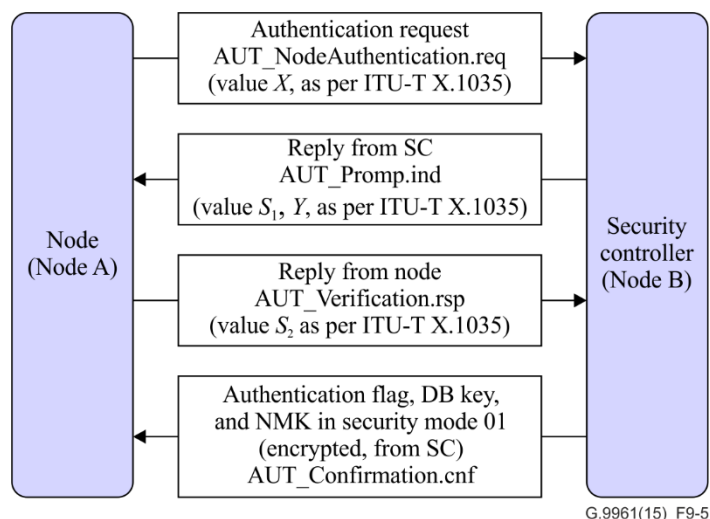 Authentication request
AUT_NodeAuthentication.req
(value X, as per ITU-T X.1035)
Reply from SC
AUT_Promp.ind
(value S₁, Y, as per ITU-T X.1035)
Node
(Node A)
Security
controller
(Node B)
Reply from node
AUT_Verification.rsp
(value S₂ as per ITU-T X.1035)
Authentication flag, DB key,
and NMK in security mode 01
(encrypted, from SC)
AUT_Confirmation.cnf
G.9961(15)_F9-5